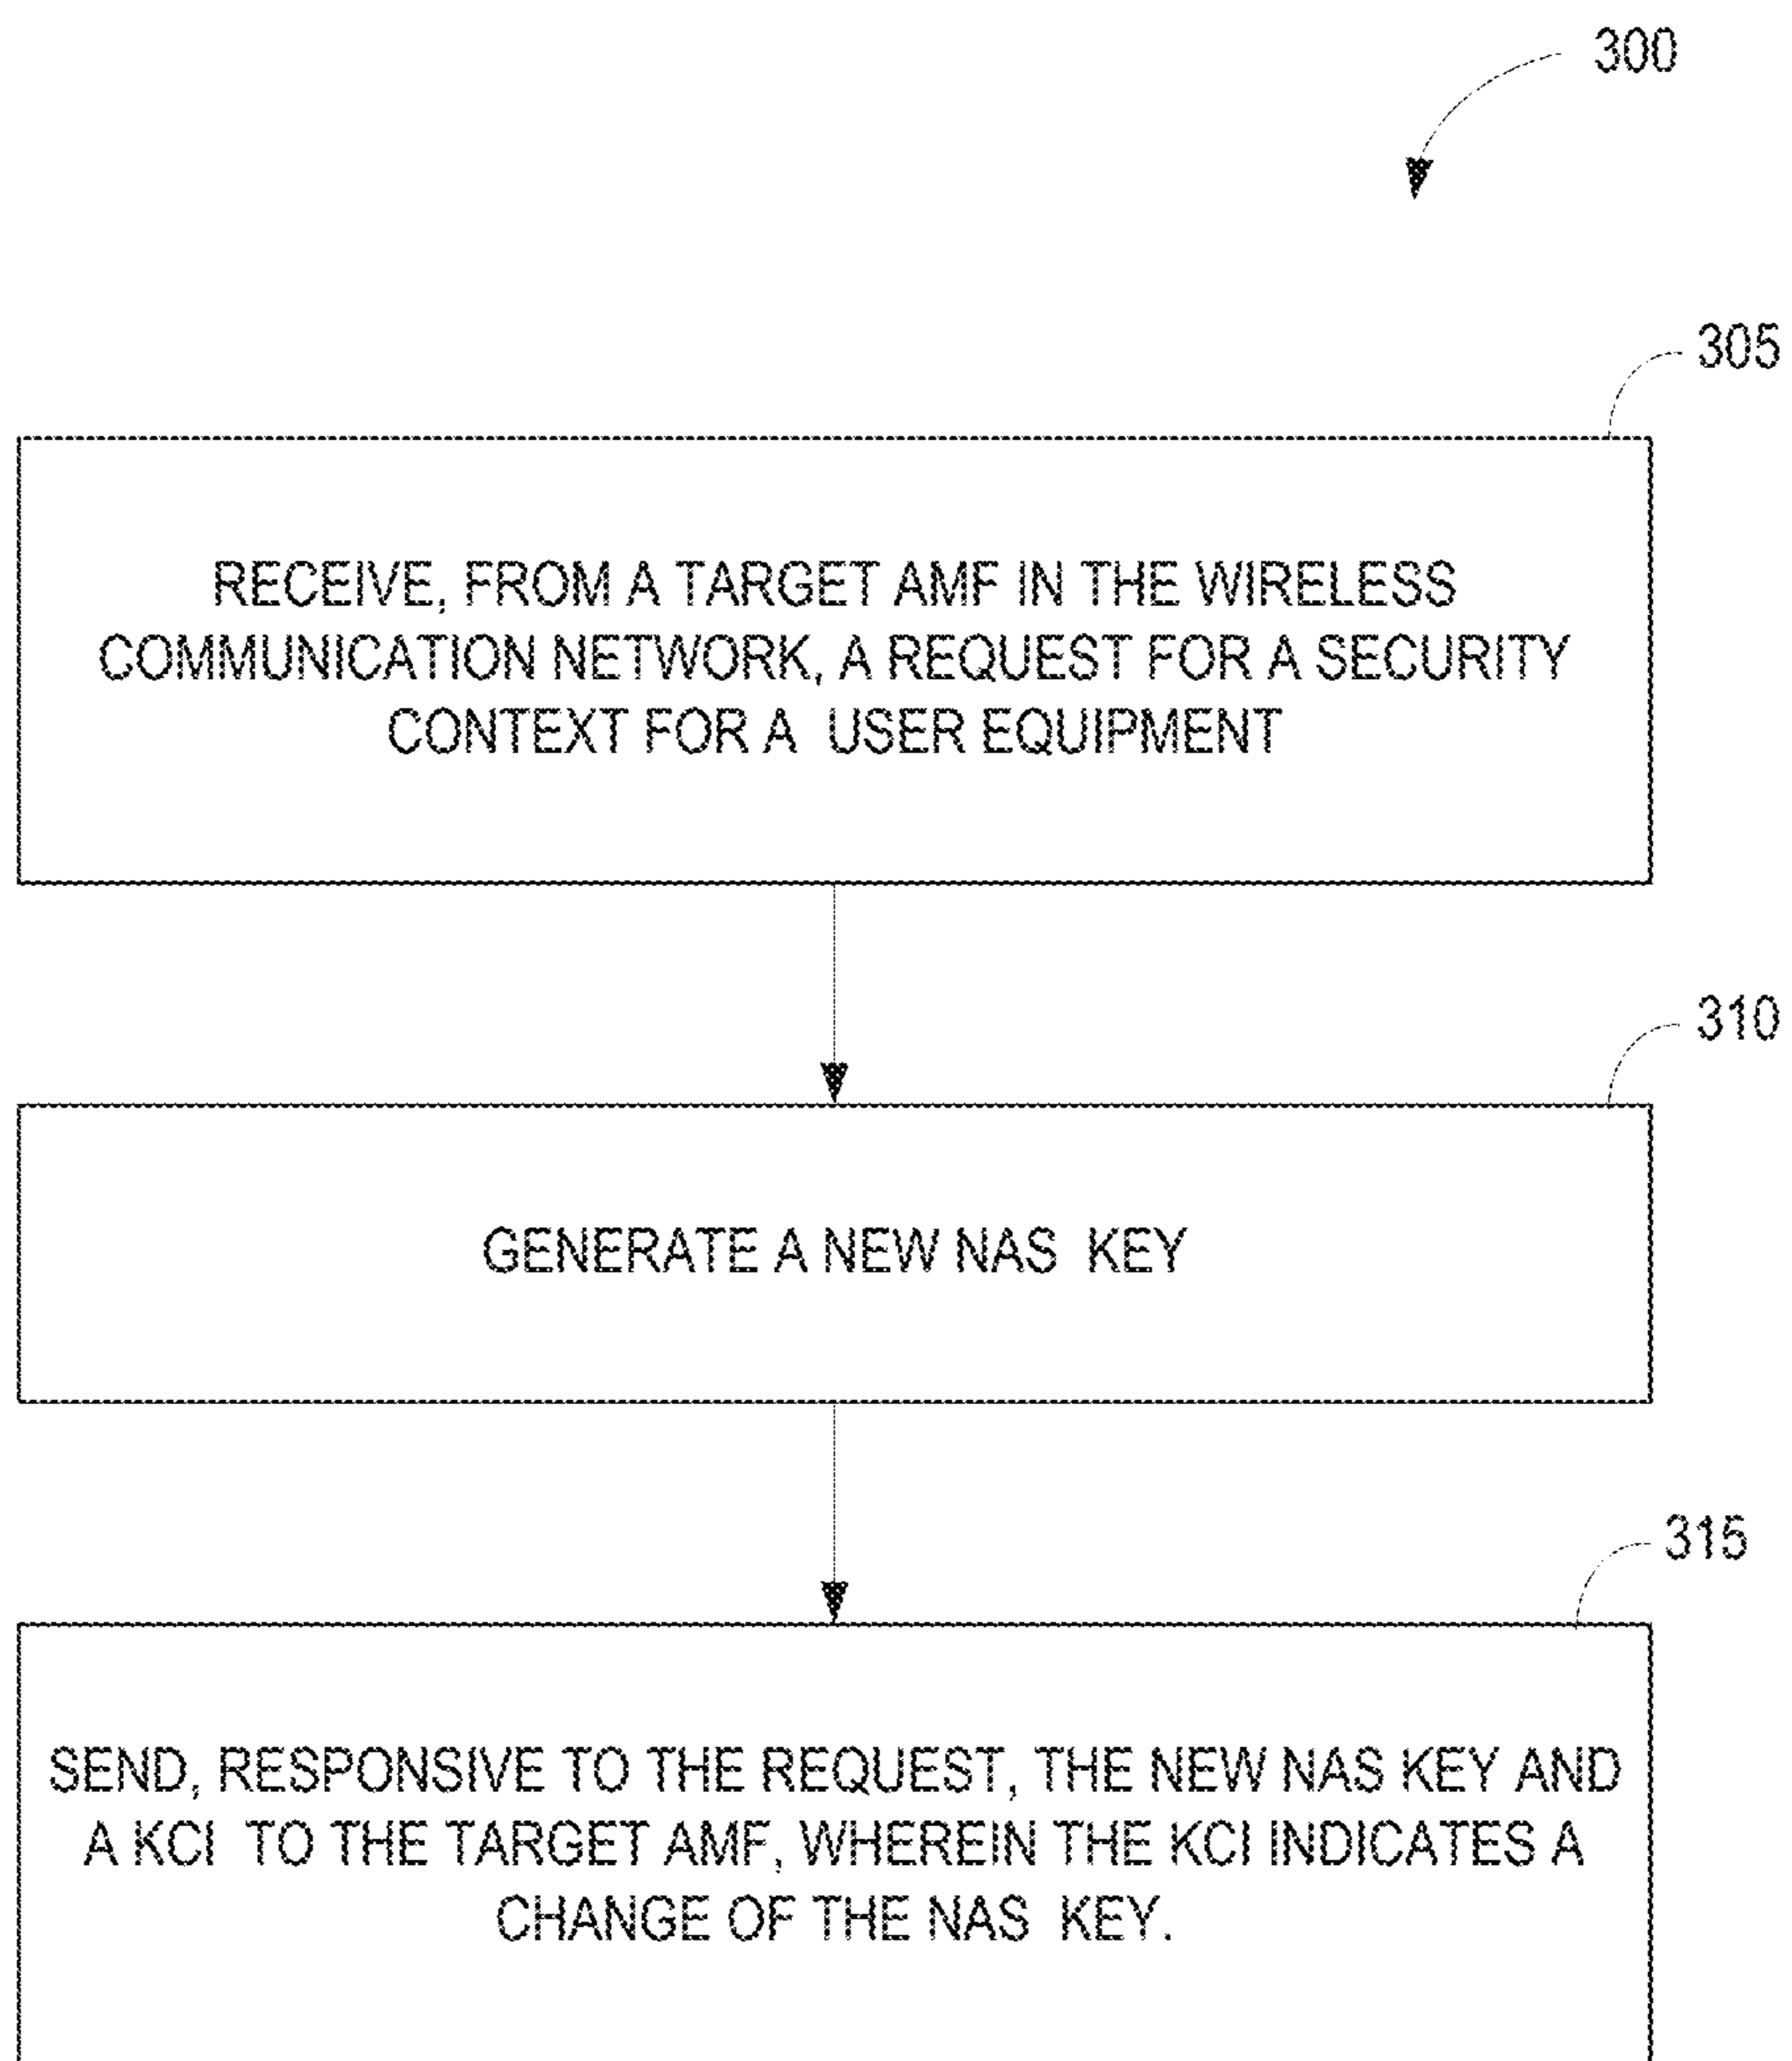 300
305
RECEIVE, FROM A TARGET AMF IN THE WIRELESS
COMMUNICATION NETWORK, A REQUEST FOR A SECURITY
CONTEXT FOR A USER EQUIPMENT
310
GENERATE A NEW NAS KEY
315
SEND, RESPONSIVE TO THE REQUEST, THE NEW NAS KEY AND
A KCI TO THE TARGET AMF, WHEREIN THE KCI INDICATES A
CHANGE OF THE NAS KEY.